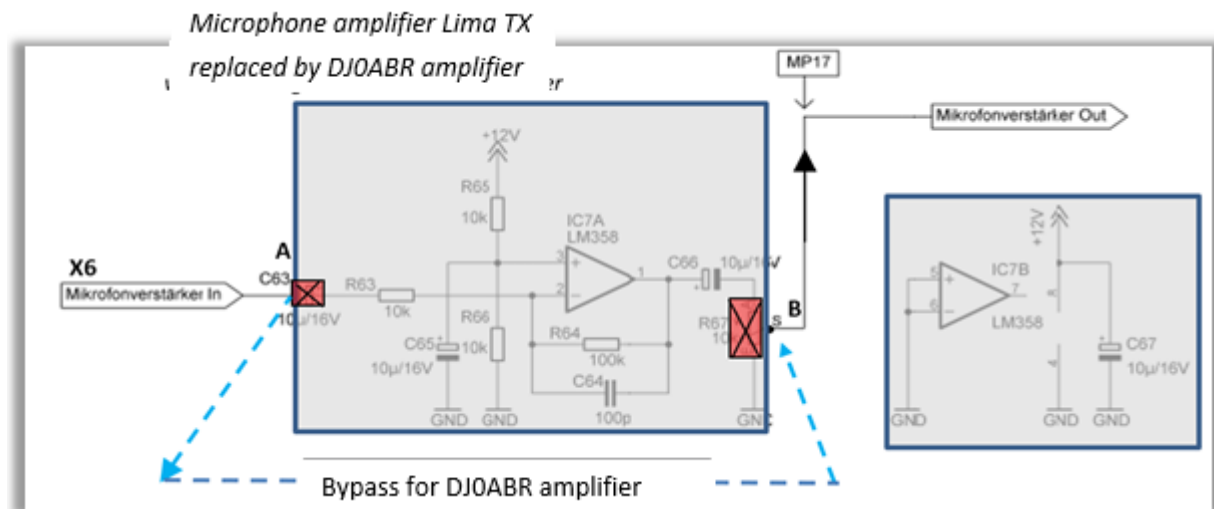 Microphone amplifier Lima TX
replaced by DJ0ABR amplifier
MP17
Mikrofonverstärker Out
+12V
R65
10k
IC7A
LM358
3
2
1
C66
10µ/16V
+12V
A
X6
C63
Mikrofonverstärker In
10µ/16V
R63
10k
R67
B
S
5
6
7
IC7B
LM358
8
4
C65
10µ/16V
R66
10k
R64
100k
C64
100p
C67
10µ/16V
GND
GND
GND
GND
GND
Bypass for DJ0ABR amplifier